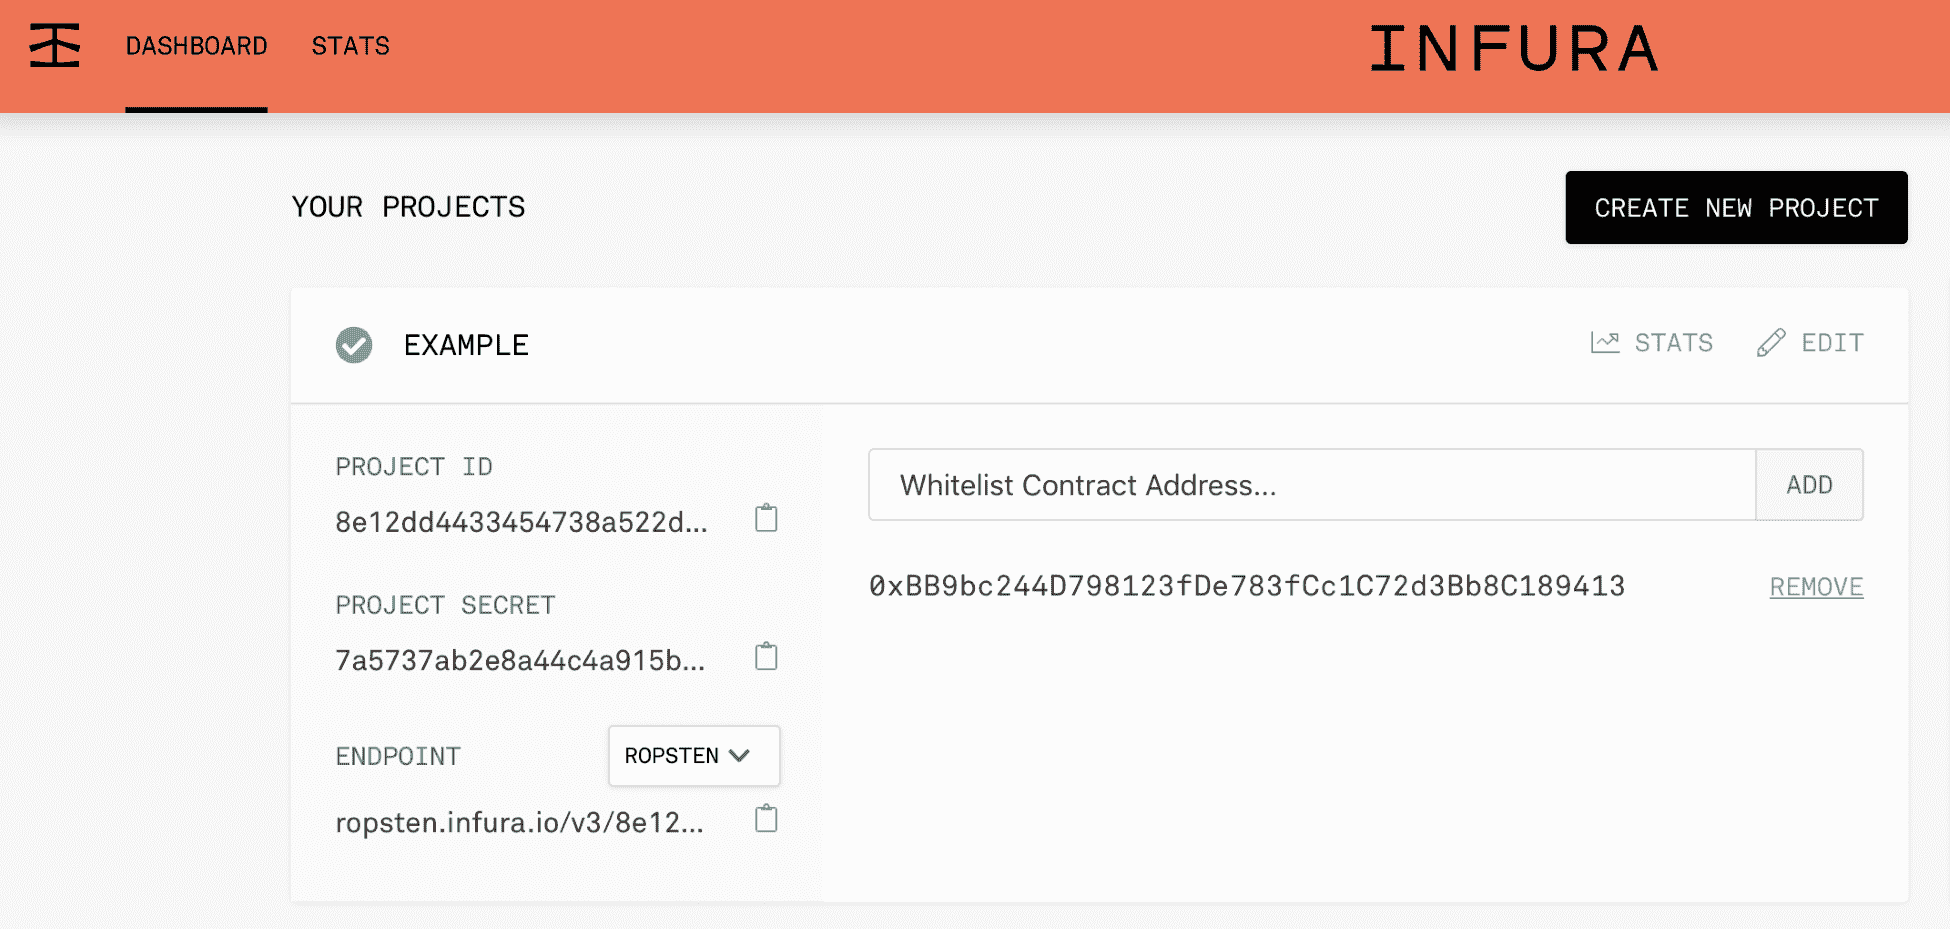 DASHBOARD STATS INFURA
YOUR PROJECTS CREATE NEW PROJECT
EXAMPLE STATS EDIT
PROJECT ID
8e12dd4433454738a522d...
PROJECT SECRET
7a5737ab2e8a44c4a915b...
ENDPOINT ROPSTEN
ropsten.infura.io/v3/8e12...
Whitelist Contract Address... ADD
0xBB9bc244D798123fDe783fCc1C72d3Bb8C189413 REMOVE